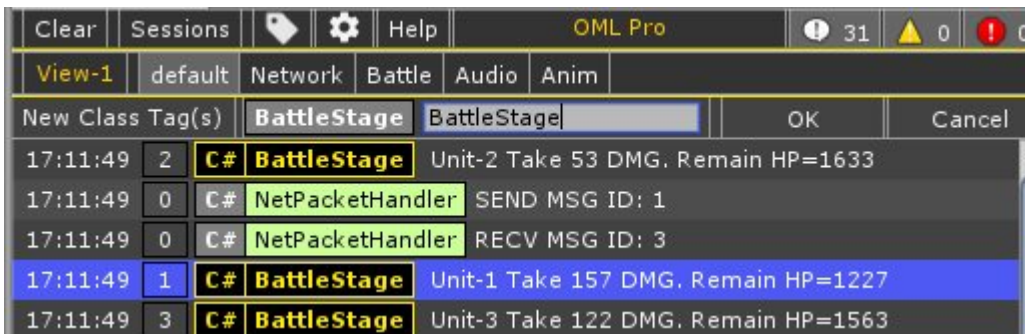 Clear Sessions Help OML Pro 31 0
View-1 default Network Battle Audio Anim
New Class Tag(s) BattleStage BattleStage OK Cancel
17:11:49 2 C# BattleStage Unit-2 Take 53 DMG. Remain HP=1633
17:11:49 0 C# NetPacketHandler SEND MSG ID: 1
17:11:49 0 C# NetPacketHandler RECV MSG ID: 3
17:11:49 1 C# BattleStage Unit-1 Take 157 DMG. Remain HP=1227
17:11:49 3 C# BattleStage Unit-3 Take 122 DMG. Remain HP=1563